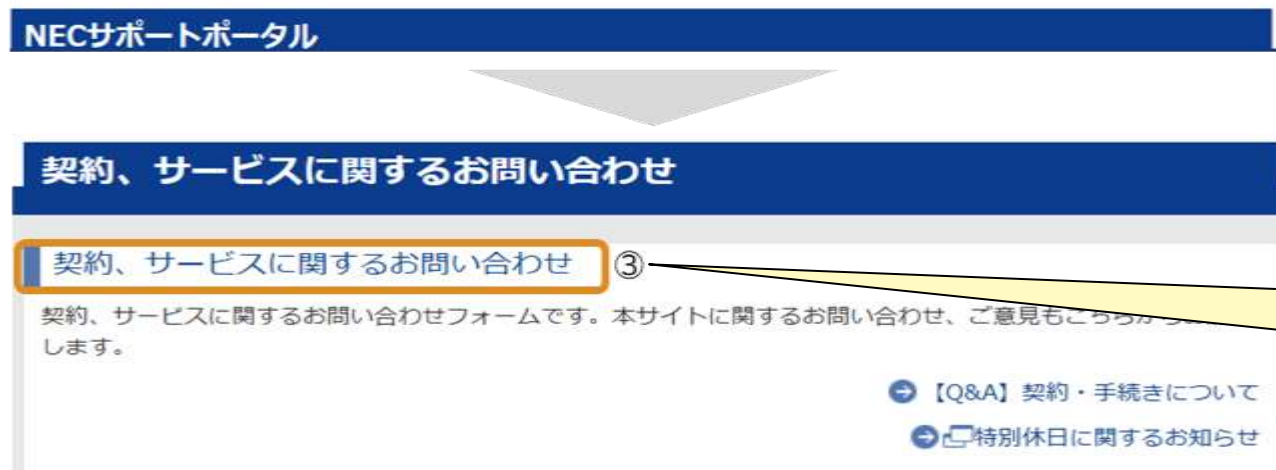 NECサポートポータル
契約、サービスに関するお問い合わせ
契約、サービスに関するお問い合わせ ③
契約、サービスに関するお問い合わせフォームです。本サイトに関するお問い合わせ、ご意見もこちらから
します。
【Q&A】契約・手続きについて
特別休日に関するお知らせ